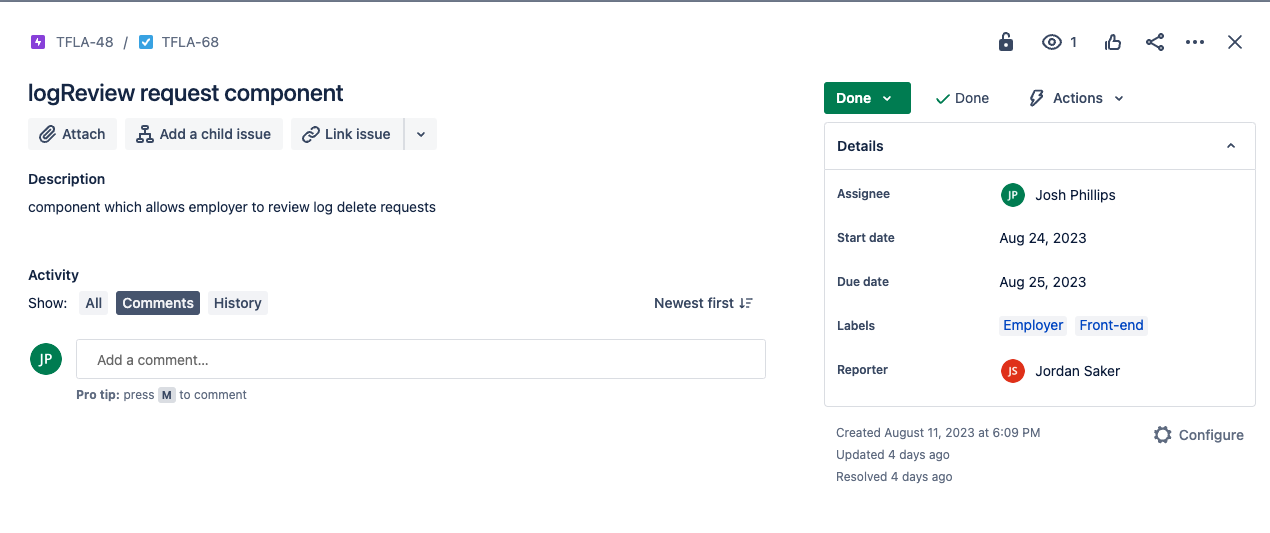 TFLA-48 / TFLA-68
1
logReview request component
Attach
Add a child issue
Link issue
Description
component which allows employer to review log delete requests
Activity
Show: All Comments History
Newest first
JP
Add a comment...
Pro tip: press M to comment
Done
Done
Actions
Details
Assignee JP Josh Phillips
Start date Aug 24, 2023
Due date Aug 25, 2023
Labels Employer Front-end
Reporter JS Jordan Saker
Created August 11, 2023 at 6:09 PM
Configure
Updated 4 days ago
Resolved 4 days ago